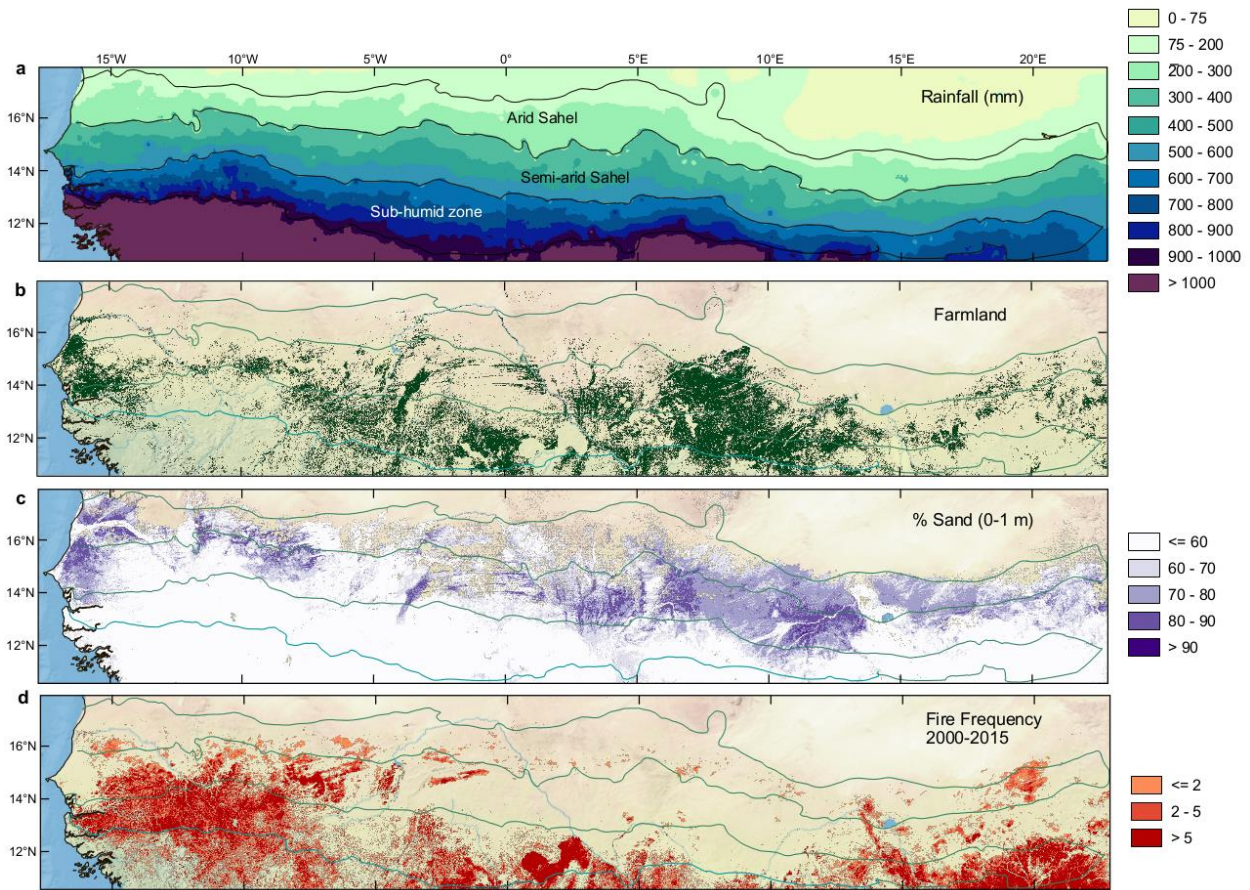 0 - 75
75 - 200
200 - 300
300 - 400
400 - 500
500 - 600
600 - 700
700 - 800
800 - 900
900 - 1000
> 1000
15°W 10°W 5°W 0° 5°E 10°E 15°E 20°E
a
Rainfall (mm)
16°N
Arid Sahel
14°N
Semi-arid Sahel
12°N
Sub-humid zone
b
Farmland
16°N
14°N
12°N
c
% Sand (0-1 m)
16°N
14°N
12°N
<= 60
60 - 70
70 - 80
80 - 90
> 90
d
Fire Frequency
2000-2015
16°N
14°N
12°N
<= 2
2 - 5
> 5